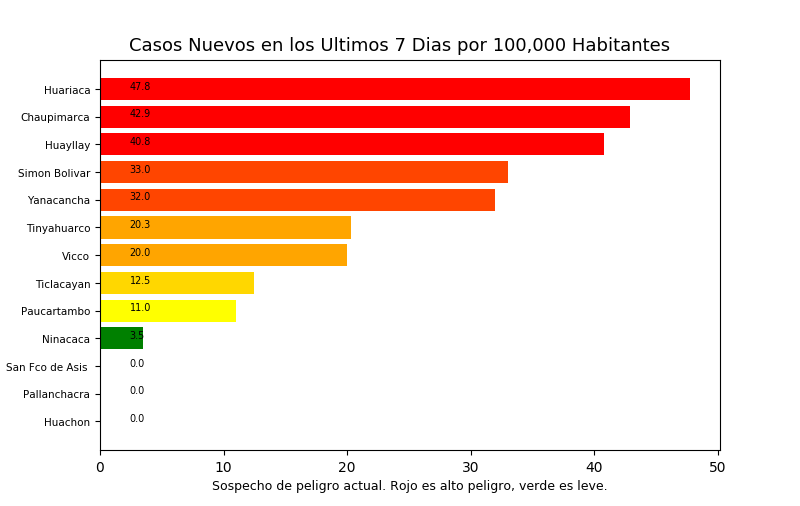 Casos Nuevos en los Ultimos 7 Dias por 100,000 Habitantes
Huariaca 47.8
Chaupimarca 42.9
Huayllay 40.8
Simon Bolivar 33.0
Yanacancha 32.0
Tinyahuarco 20.3
Vicco 20.0
Ticlacayan 12.5
Paucartambo 11.0
Ninacaca 3.5
San Fco de Asis 0.0
Pallanchacra 0.0
Huachon 0.0
0 10 20 30 40 50
Sospecho de peligro actual. Rojo es alto peligro, verde es leve.